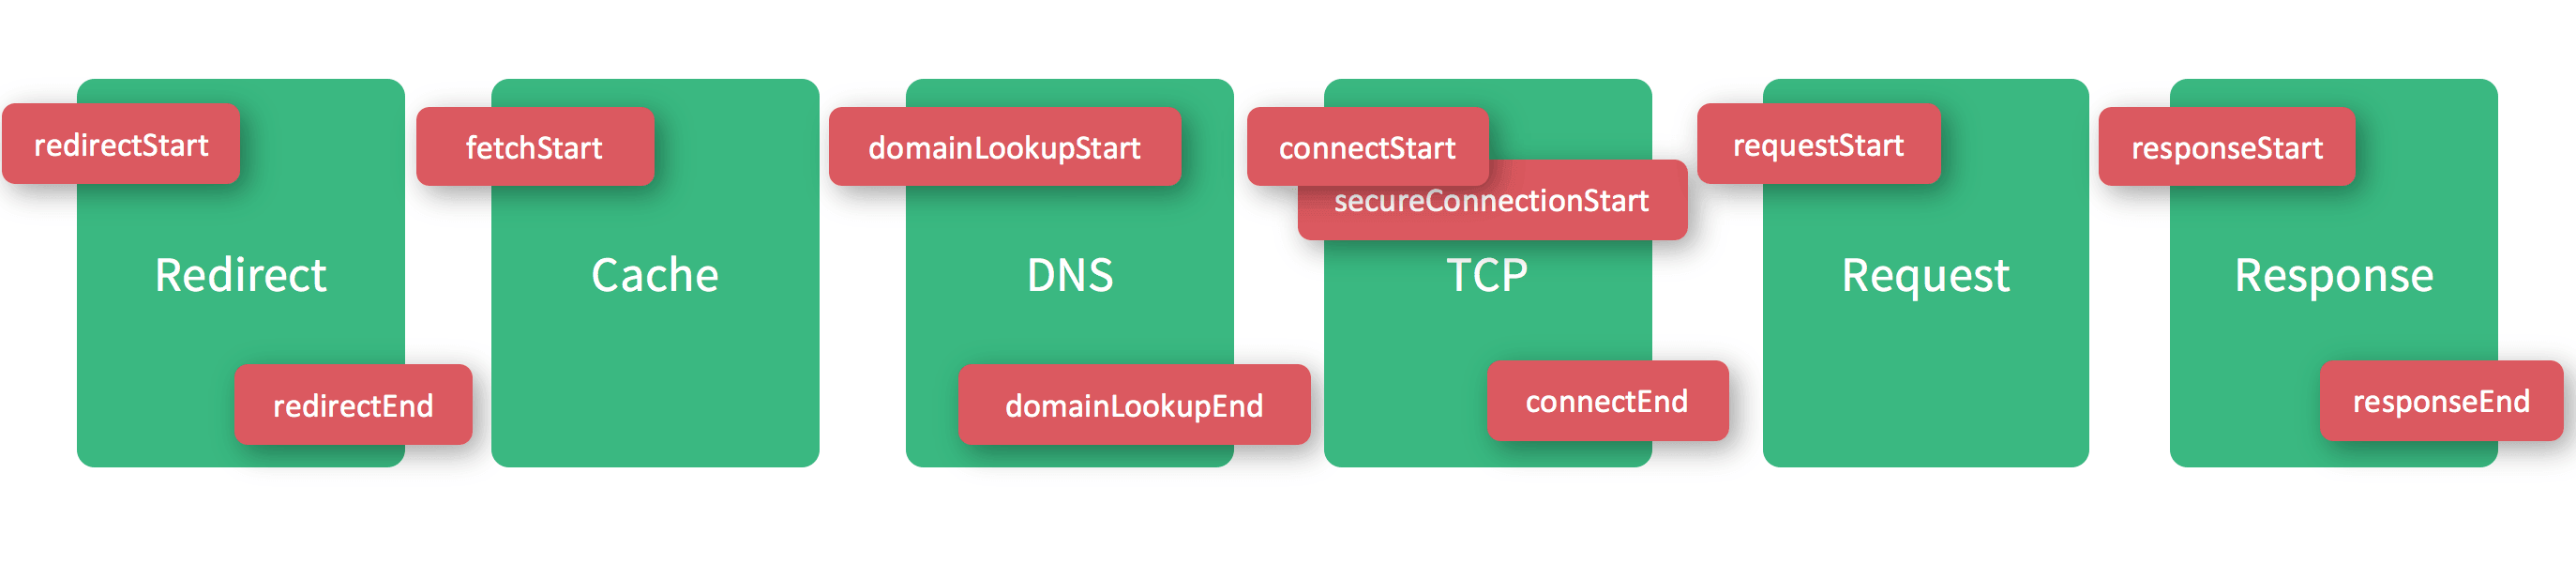 redirectStart
Redirect
redirectEnd
fetchStart
Cache
domainLookupStart
DNS
domainLookupEnd
connectStart
secureConnectionStart
TCP
connectEnd
requestStart
Request
responseStart
Response
responseEnd